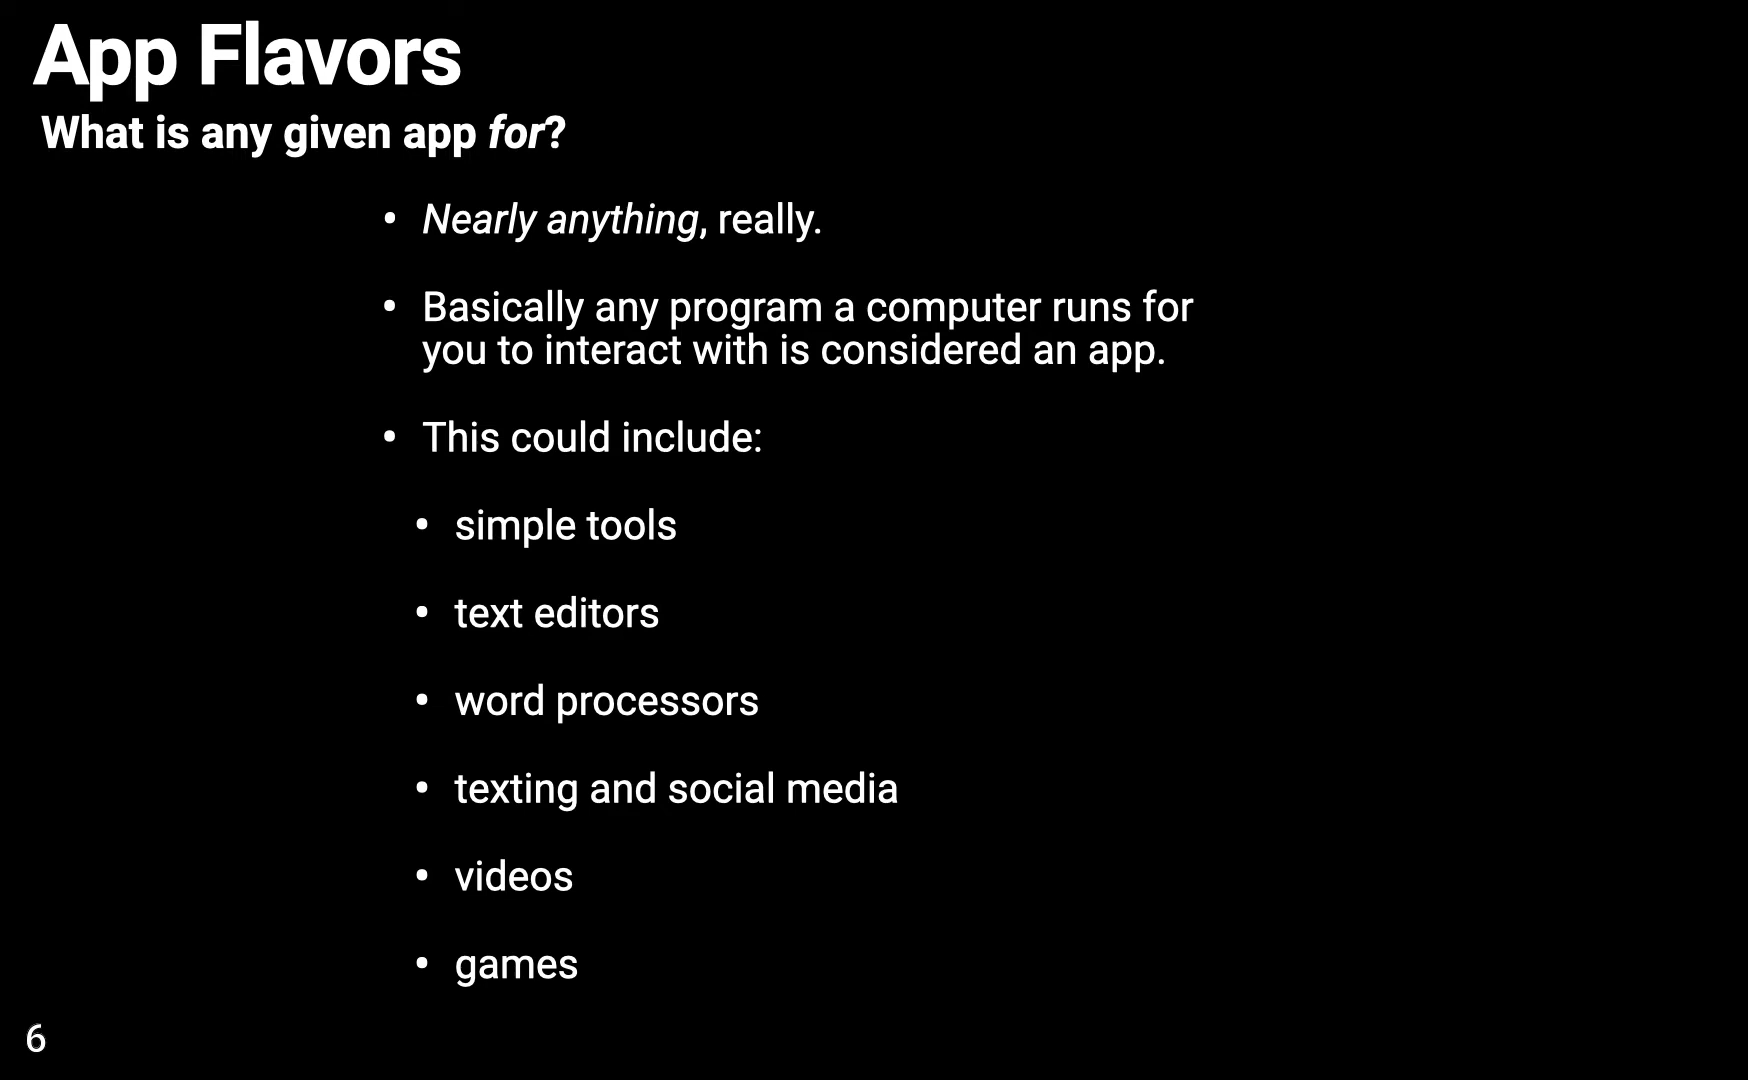 App Flavors
What is any given app for?
• Nearly anything, really.
• Basically any program a computer runs for
you to interact with is considered an app.
• This could include:
• simple tools
• text editors
• word processors
• texting and social media
• videos
• games
6